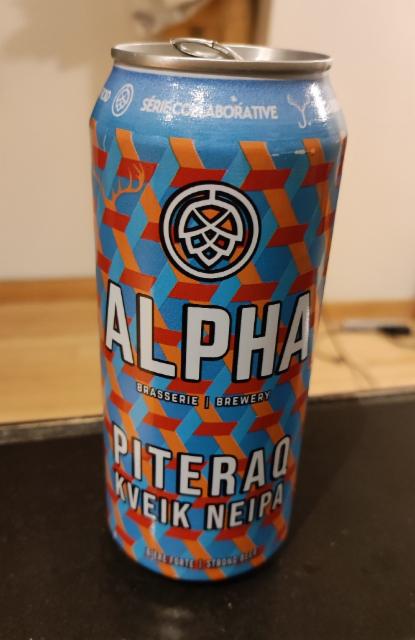 SÉRIE COLLABORATIVE
ALPHA
BRASSERIE | BREWERY
PITERAQ
KVEIK NEIPA
BIÈRE FORTE | STRONG BEER